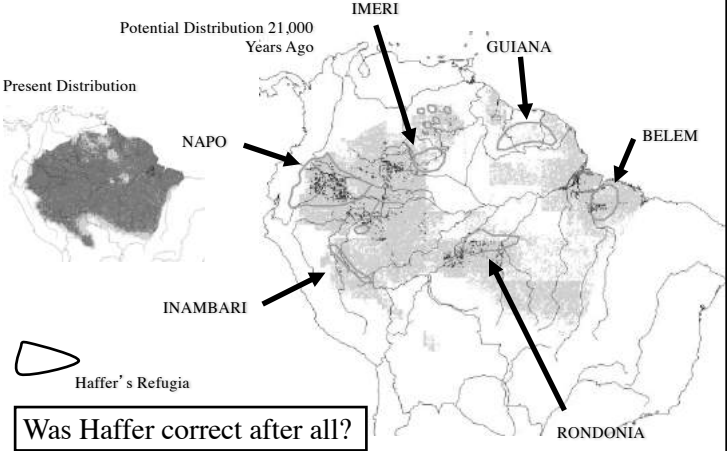 IMERI
Potential Distribution 21,000
Years Ago
GUIANA
Present Distribution
NAPO
BELEM
INAMBARI
Haffer's Refugia
Was Haffer correct after all?
RONDONIA